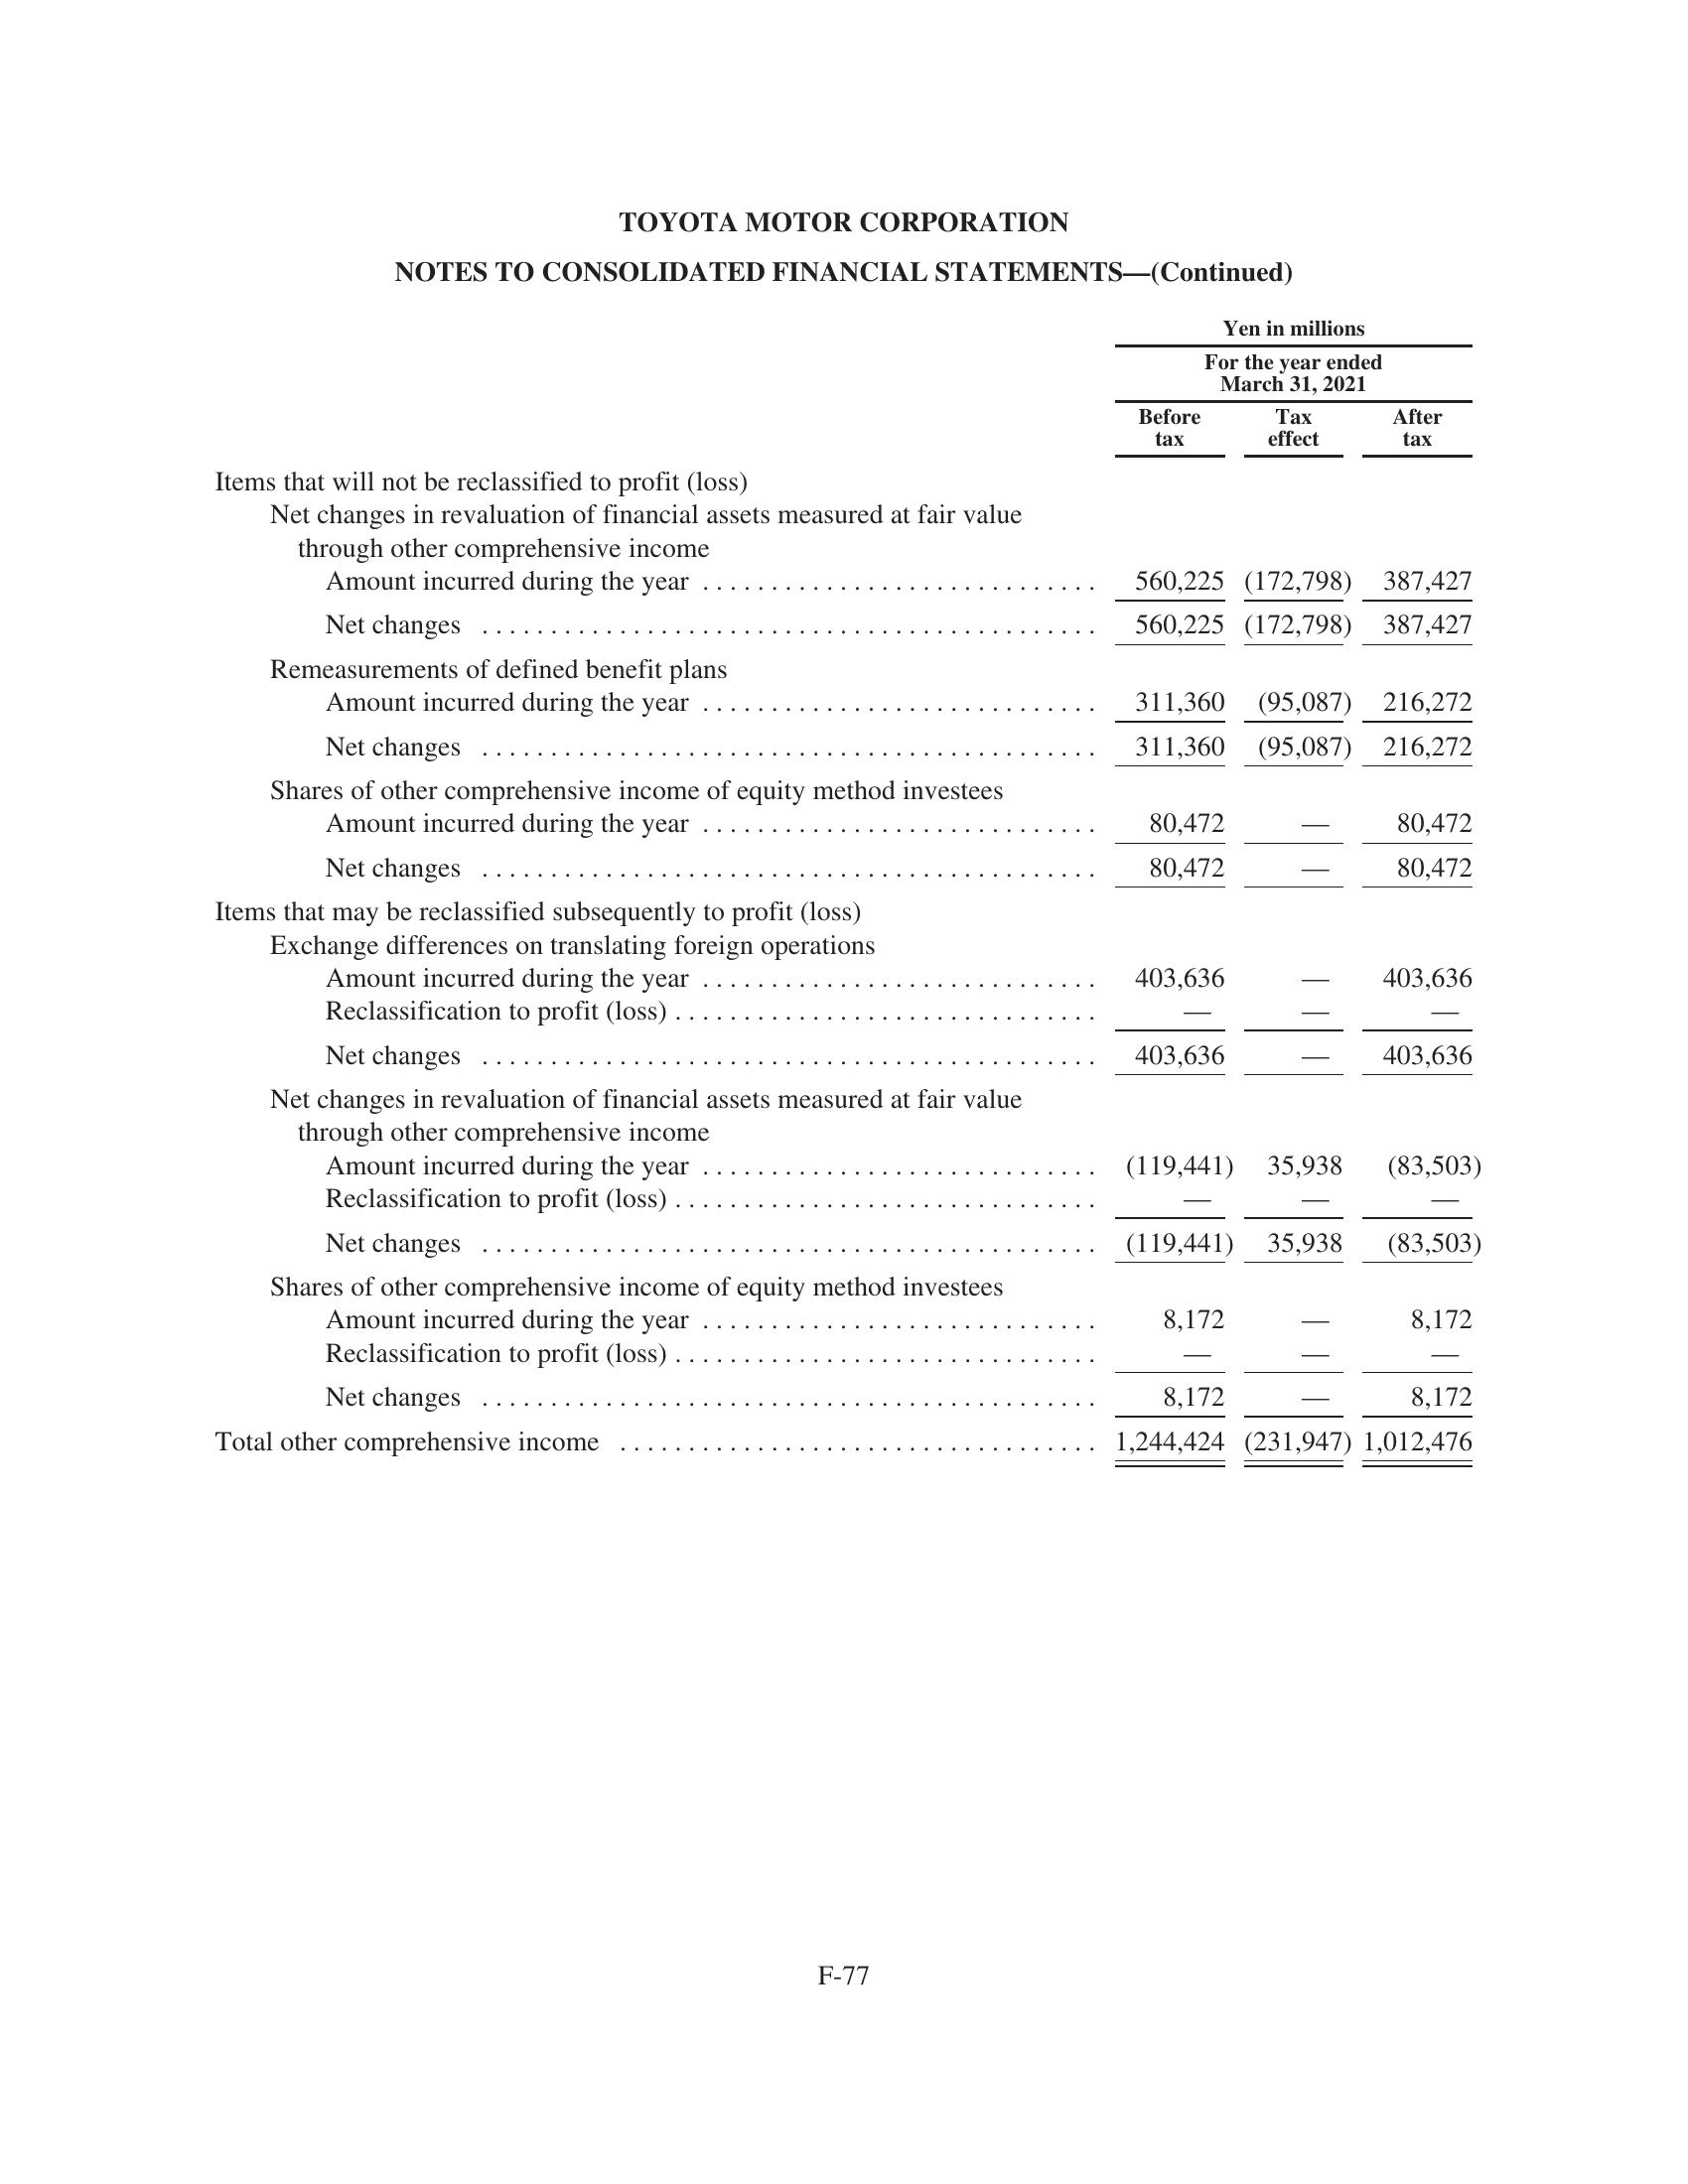 TOYOTA MOTOR CORPORATION
NOTES TO CONSOLIDATED FINANCIAL STATEMENTS—(Continued)
Yen in millions
For the year ended
March 31, 2021
Before tax Tax effect After tax
Items that will not be reclassified to profit (loss)
Net changes in revaluation of financial assets measured at fair value
through other comprehensive income
Amount incurred during the year 560,225 (172,798) 387,427
Net changes 560,225 (172,798) 387,427
Remeasurements of defined benefit plans
Amount incurred during the year 311,360 (95,087) 216,272
Net changes 311,360 (95,087) 216,272
Shares of other comprehensive income of equity method investees
Amount incurred during the year 80,472 — 80,472
Net changes 80,472 — 80,472
Items that may be reclassified subsequently to profit (loss)
Exchange differences on translating foreign operations
Amount incurred during the year 403,636 — 403,636
Reclassification to profit (loss) — — —
Net changes 403,636 — 403,636
Net changes in revaluation of financial assets measured at fair value
through other comprehensive income
Amount incurred during the year (119,441) 35,938 (83,503)
Reclassification to profit (loss) — — —
Net changes (119,441) 35,938 (83,503)
Shares of other comprehensive income of equity method investees
Amount incurred during the year 8,172 — 8,172
Reclassification to profit (loss) — — —
Net changes 8,172 — 8,172
Total other comprehensive income 1,244,424 (231,947) 1,012,476
F-77